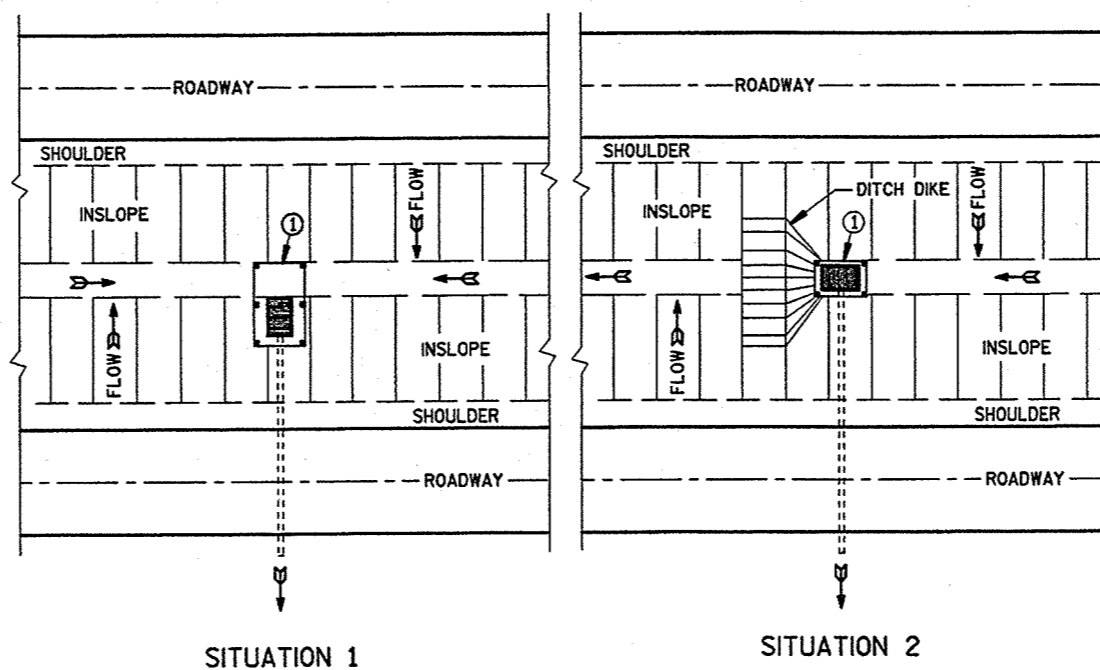 ROADWAY
SHOULDER
INSLOPE
FLOW
①
FLOW
INSLOPE
SHOULDER
ROADWAY
SITUATION 1
ROADWAY
SHOULDER
INSLOPE
DITCH DIKE
①
FLOW
FLOW
INSLOPE
SHOULDER
ROADWAY
SITUATION 2